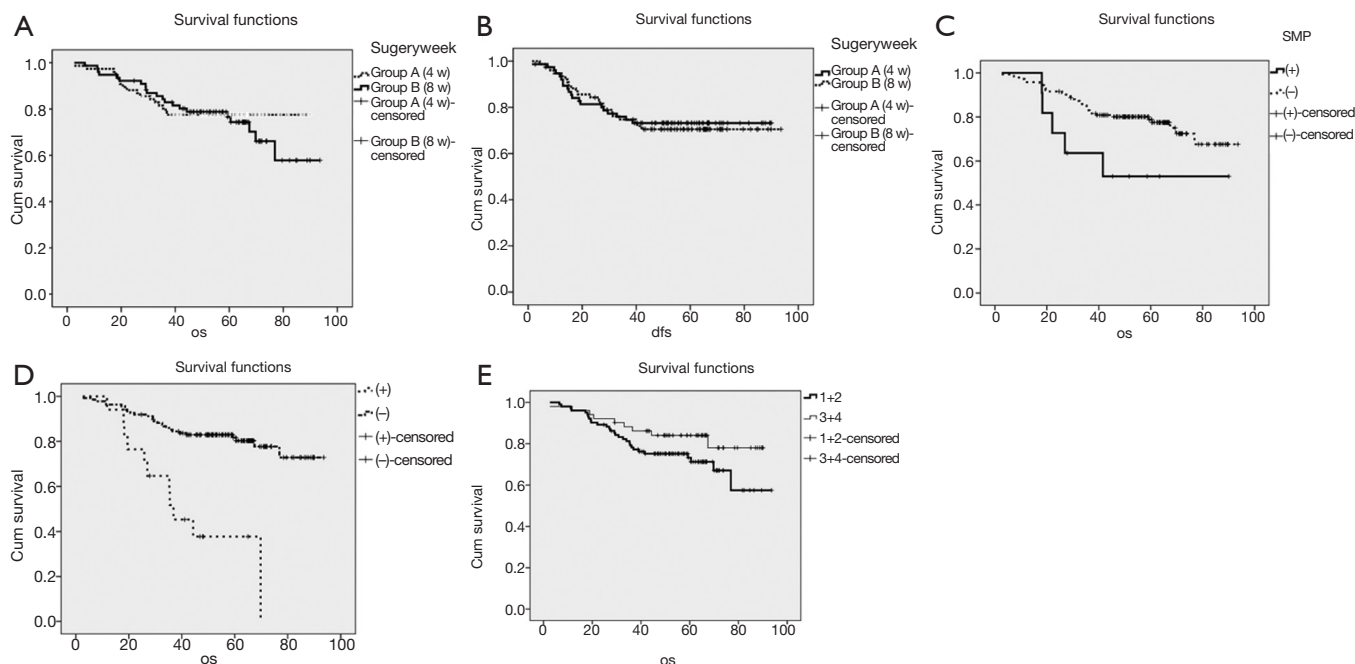 A
Survival functions
Sugeryweek
Group A (4 w)
Group B (8 w)
Group A (4 w)-
censored
Group B (8 w)-
censored
Cum survival
1.0
0.8
0.6
0.4
0.2
0.0
0 20 40 60 80 100
os
B
Survival functions
Sugeryweek
Group A (4 w)
Group B (8 w)
Group A (4 w)-
censored
Group B (8 w)-
censored
Cum survival
1.0
0.8
0.6
0.4
0.2
0.0
0 20 40 60 80 100
dfs
C
Survival functions
SMP
(+)
(–)
(+)-censored
(–)-censored
Cum survival
1.0
0.8
0.6
0.4
0.2
0.0
0 20 40 60 80 100
os
D
Survival functions
(+)
(–)
(+)-censored
(–)-censored
Cum survival
1.0
0.8
0.6
0.4
0.2
0.0
0 20 40 60 80 100
os
E
Survival functions
1+2
3+4
1+2-censored
3+4-censored
Cum survival
1.0
0.8
0.6
0.4
0.2
0.0
0 20 40 60 80 100
os